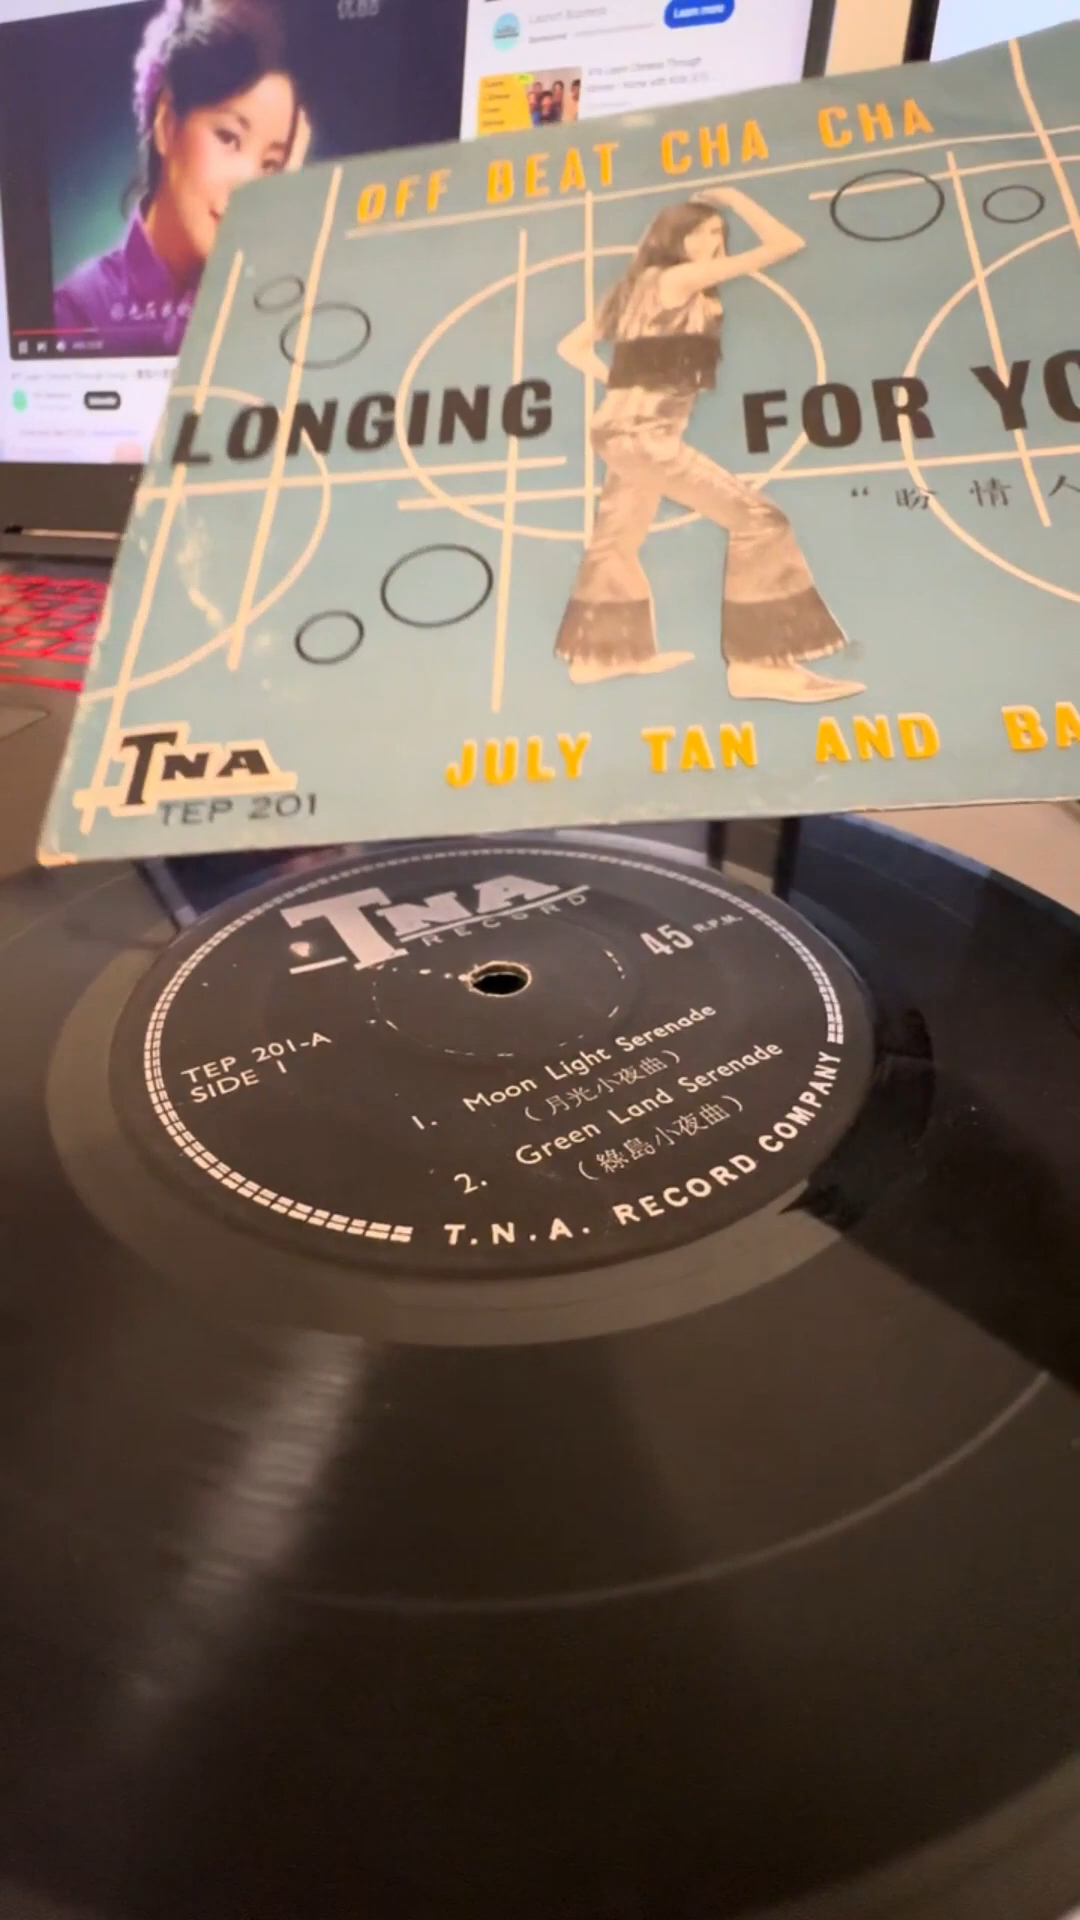 Learn more
OFF BEAT CHA CHA
LONGING FOR YO
“盼情人
TNA
TEP 201
JULY TAN AND BA
TNA
RECORD
45 R.P.M.
TEP 201-A
SIDE 1
1. Moon Light Serenade
(月光小夜曲)
2. Green Land Serenade
(綠島小夜曲)
T.N.A. RECORD COMPANY